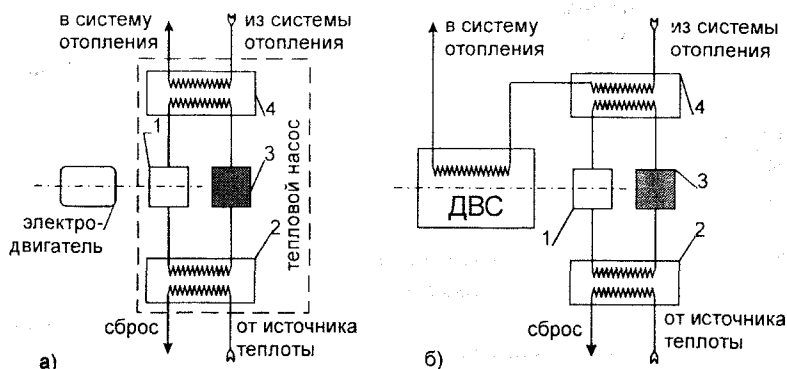 в систему
отопления
из системы
отопления
4
1
3
электро-
двигатель
тепловой насос
2
сброс
от источника
теплоты
а)
в систему
отопления
из системы
отопления
4
ДВС
3
1
2
сброс
от источника
теплоты
б)